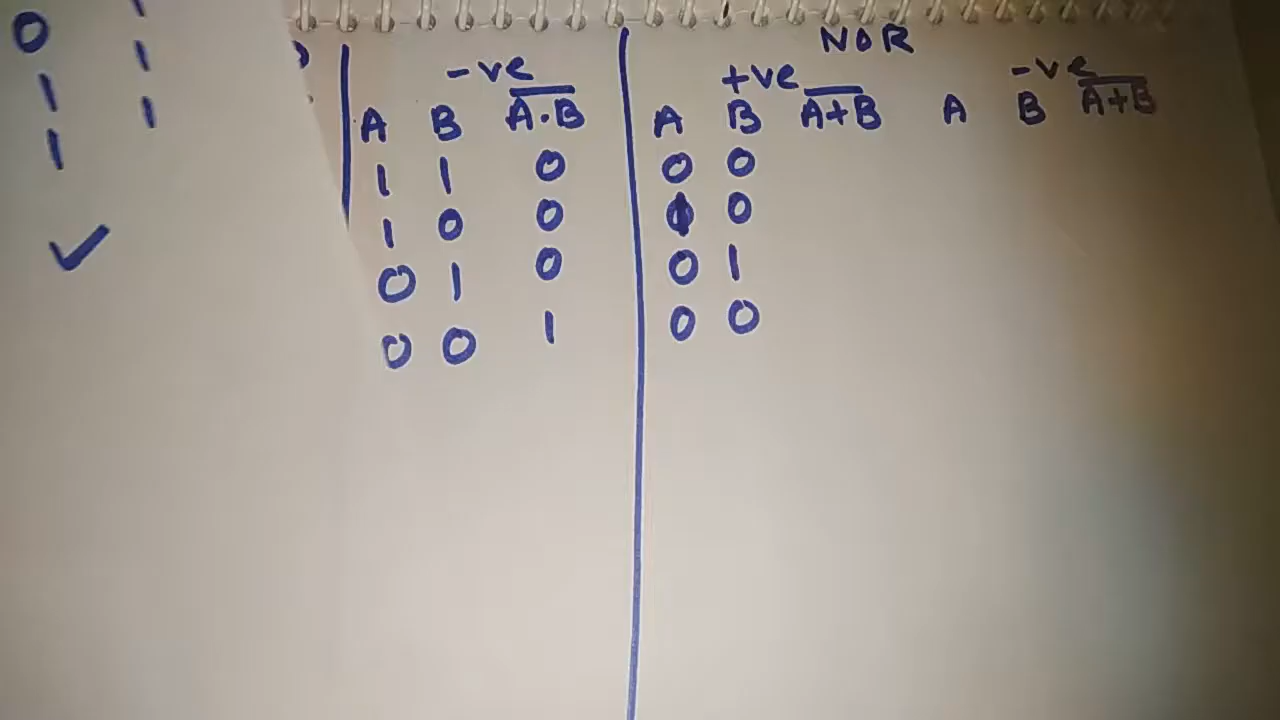 NOR
-ve +ve -ve
A B A̅·̅B̅ A B A̅+̅B̅ A B A̅+̅B̅
0 1 1 0 0 0
1 1 0 0 0
1 0 1 0 0 1
0 0 1 0 0
1
1
1
✓